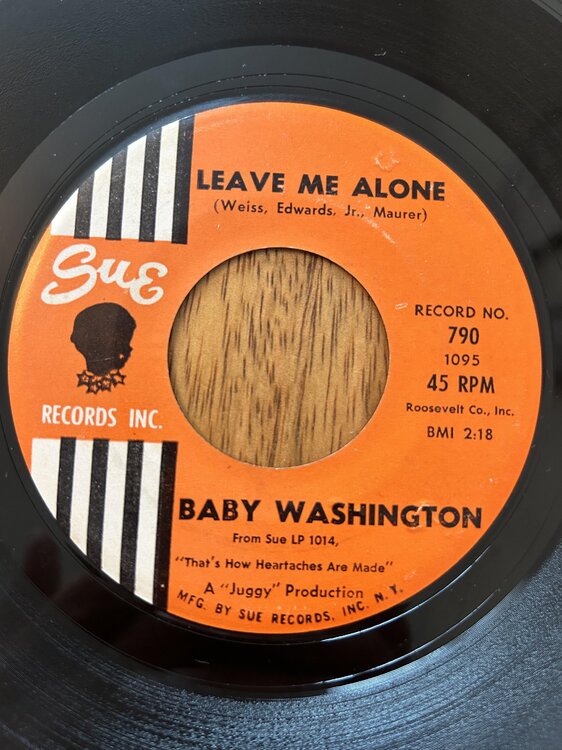 LEAVE ME ALONE
(Weiss, Edwards, Jr., Maurer)
Sue
RECORDS INC.
RECORD NO.
790
1095
45 RPM
Roosevelt Co., Inc.
BMI 2:18
BABY WASHINGTON
From Sue LP 1014,
"That's How Heartaches Are Made"
A "Juggy" Production
MFG. BY SUE RECORDS, INC. N.Y.